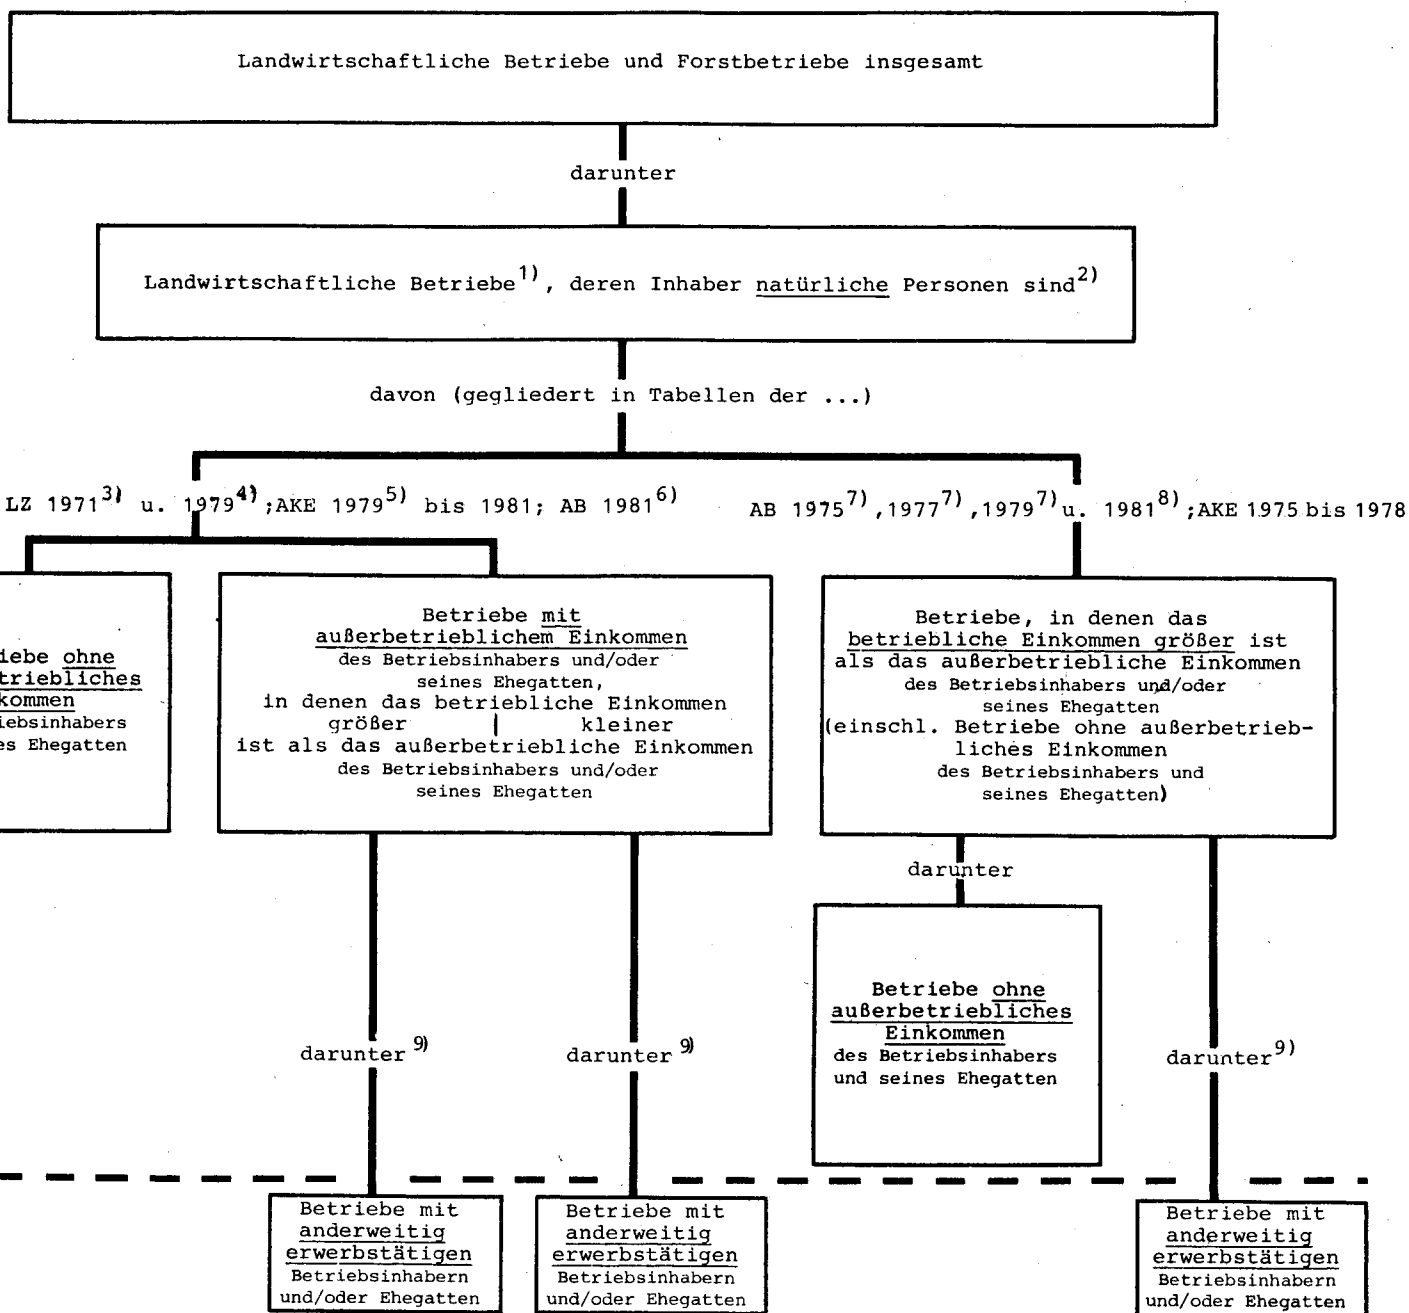 Landwirtschaftliche Betriebe und Forstbetriebe insgesamt
darunter
Landwirtschaftliche Betriebe1), deren Inhaber natürliche Personen sind2)
davon (gegliedert in Tabellen der ...)
LZ 19713) u. 19794);AKE 19795) bis 1981; AB 19816)
AB 19757),19777),19797)u. 19818);AKE 1975 bis 1978
iebe ohne
triebliches
kommen
iebsinhabers
es Ehegatten
Betriebe mit
außerbetrieblichem Einkommen
des Betriebsinhabers und/oder
seines Ehegatten,
in denen das betriebliche Einkommen
größer | kleiner
ist als das außerbetriebliche Einkommen
des Betriebsinhabers und/oder
seines Ehegatten
Betriebe, in denen das
betriebliche Einkommen größer ist
als das außerbetriebliche Einkommen
des Betriebsinhabers und/oder
seines Ehegatten
(einschl. Betriebe ohne außerbetrieb-
liches Einkommen
des Betriebsinhabers und
seines Ehegatten)
darunter
Betriebe ohne
außerbetriebliches
Einkommen
des Betriebsinhabers
und seines Ehegatten
darunter9)
darunter9)
darunter9)
Betriebe mit
anderweitig
erwerbstätigen
Betriebsinhabern
und/oder Ehegatten
Betriebe mit
anderweitig
erwerbstätigen
Betriebsinhabern
und/oder Ehegatten
Betriebe mit
anderweitig
erwerbstätigen
Betriebsinhabern
und/oder Ehegatten